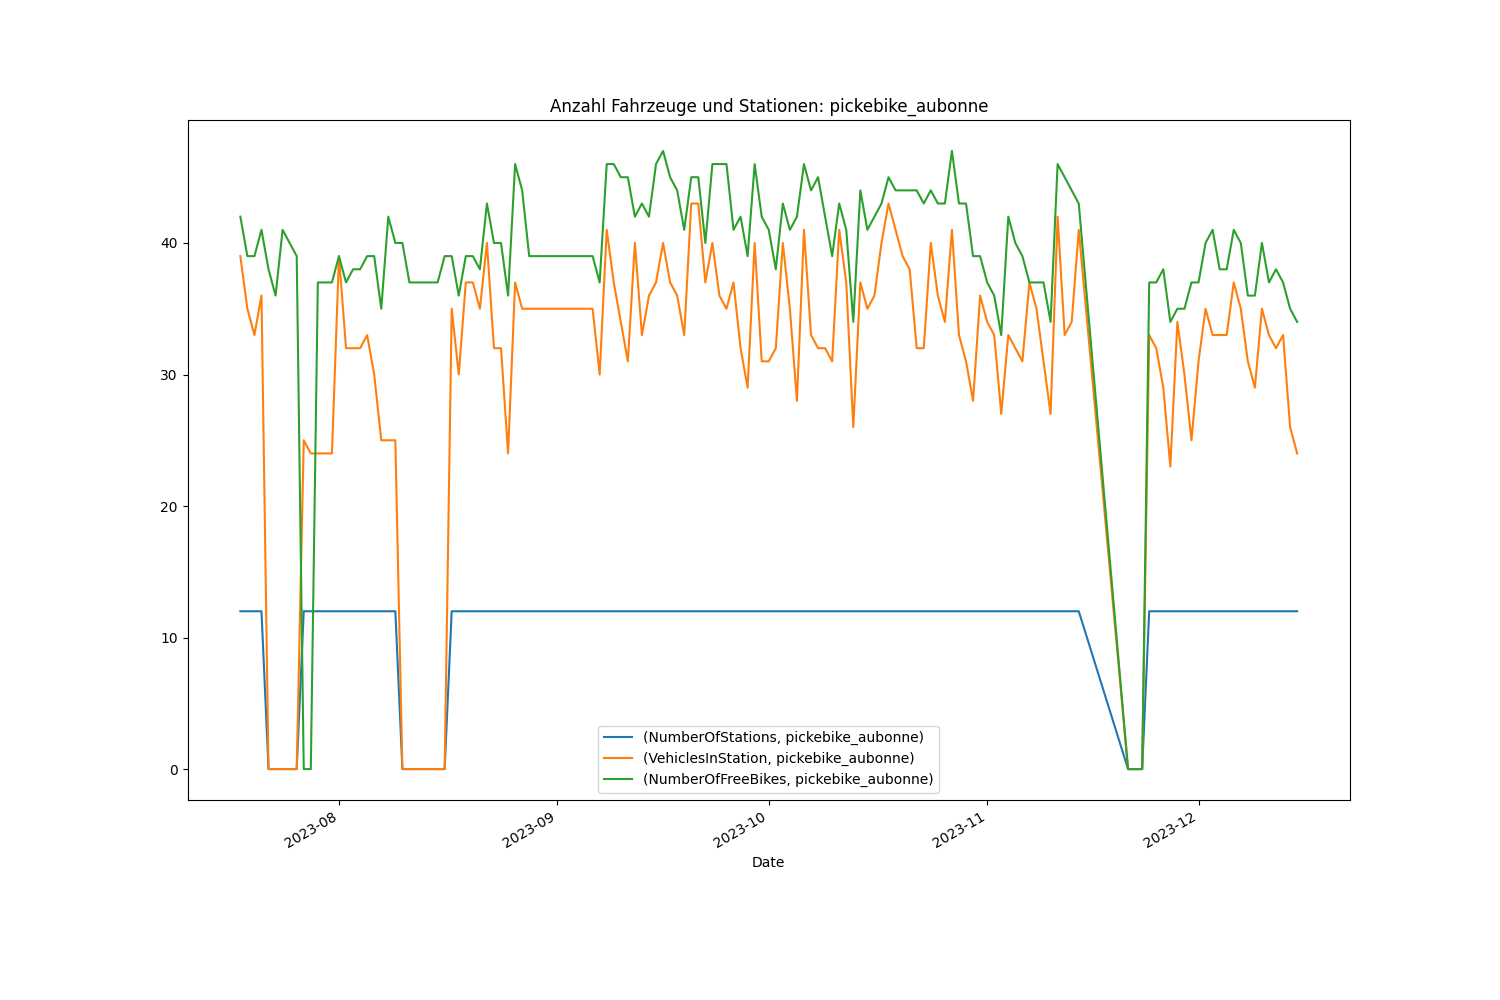 Anzahl Fahrzeuge und Stationen: pickebike_aubonne
40
30
20
10
0
(NumberOfStations, pickebike_aubonne)
(VehiclesInStation, pickebike_aubonne)
(NumberOfFreeBikes, pickebike_aubonne)
2023-08
2023-09
2023-10
2023-11
2023-12
Date